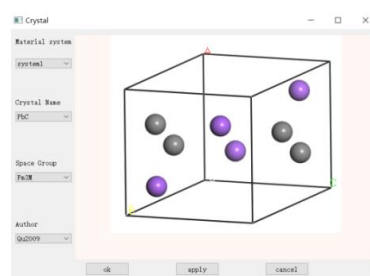 Crystal
Material system
system1
Crystal Name
PbC
Space Group
Fm3M
Author
Qu2009
ok
apply
cancel